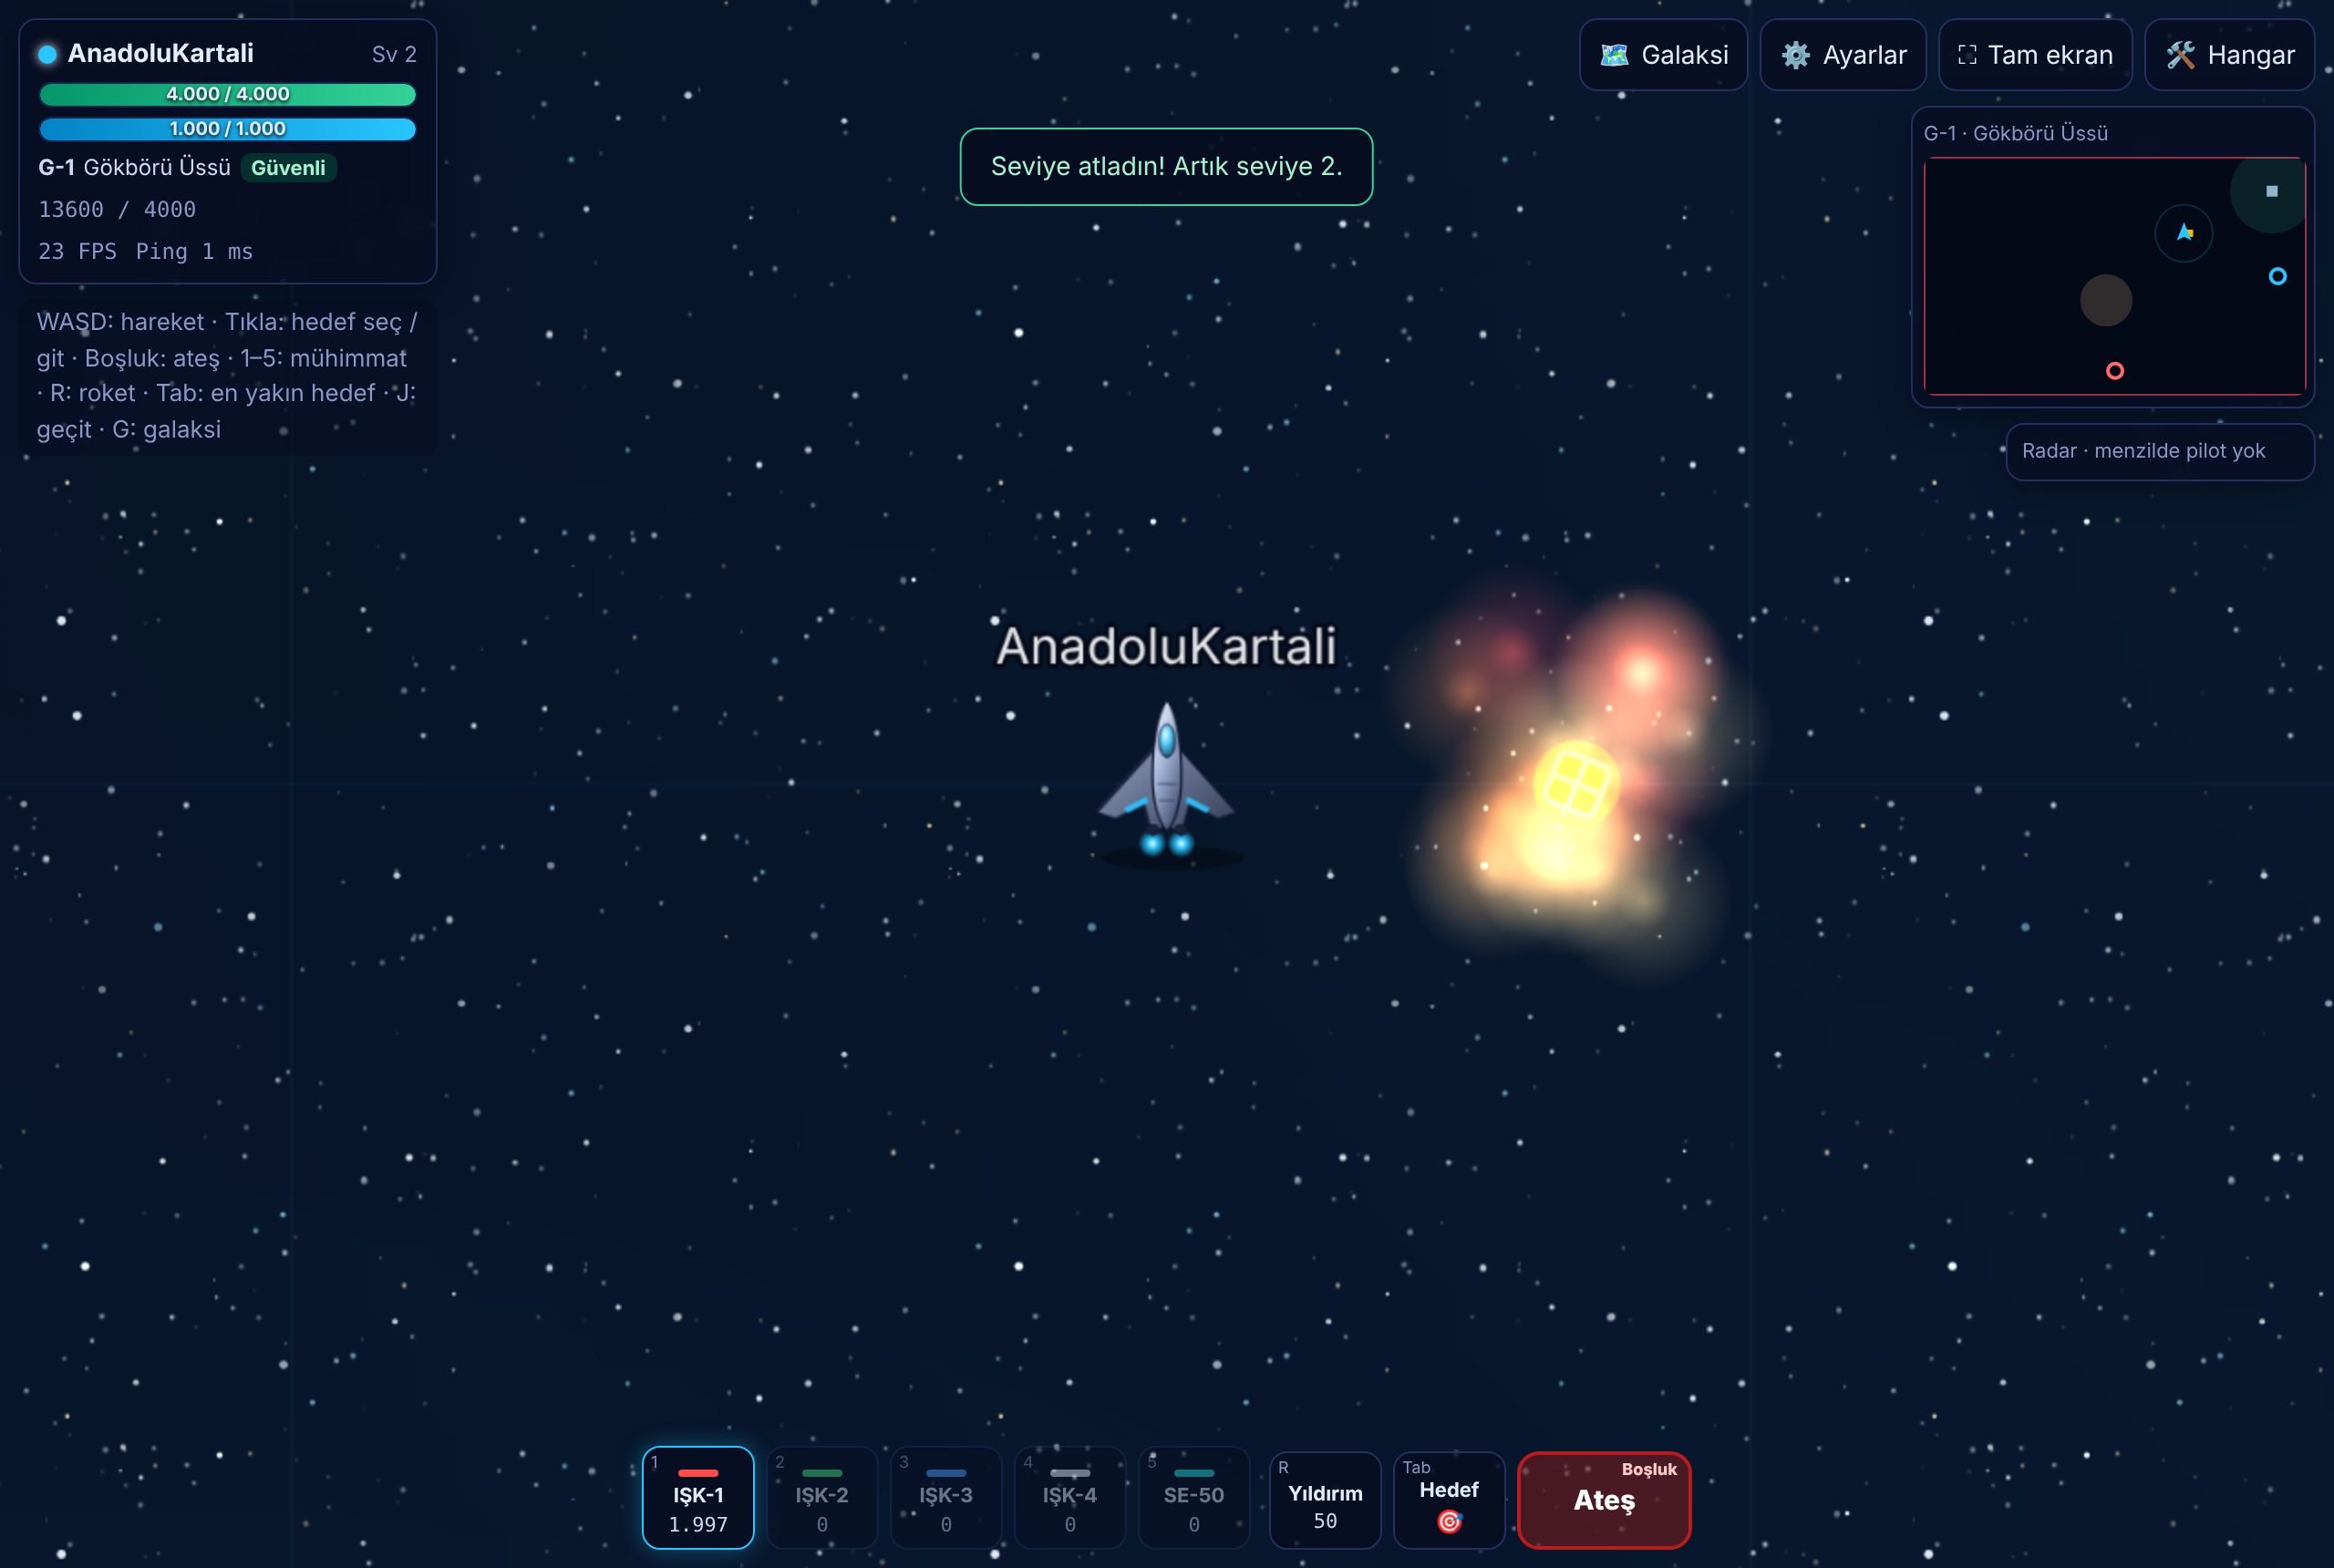 AnadoluKartali Sv 2
4.000 / 4.000
1.000 / 1.000
G-1 Gökbörü Üssü Güvenli
13600 / 4000
23 FPS Ping 1 ms
WASD: hareket · Tıkla: hedef seç /
git · Boşluk: ateş · 1–5: mühimmat
· R: roket · Tab: en yakın hedef · J:
geçit · G: galaksi
Seviye atladın! Artık seviye 2.
Galaksi
Ayarlar
Tam ekran
Hangar
G-1 · Gökbörü Üssü
Radar · menzilde pilot yok
AnadoluKartali
1
IŞK-1
1.997
2
IŞK-2
0
3
IŞK-3
0
4
IŞK-4
0
5
SE-50
0
R
Yıldırım
50
Tab
Hedef
Boşluk
Ateş